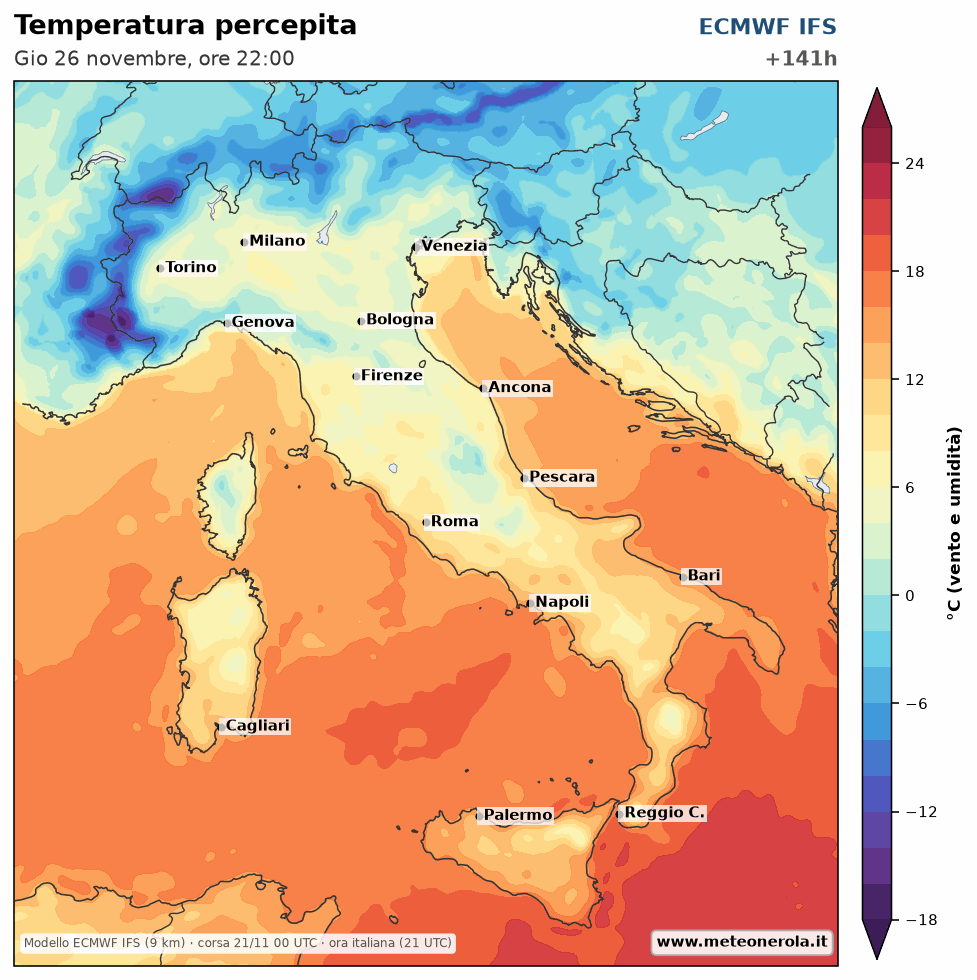 Temperatura percepita
ECMWF IFS
Gio 26 novembre, ore 22:00
+141h
Milano
Venezia
Torino
Genova
Bologna
Firenze
Ancona
Pescara
Roma
Bari
Napoli
Cagliari
Palermo
Reggio C.
24
18
12
6
0
−6
−12
−18
°C (vento e umidità)
Modello ECMWF IFS (9 km) · corsa 21/11 00 UTC · ora italiana (21 UTC)
www.meteonerola.it